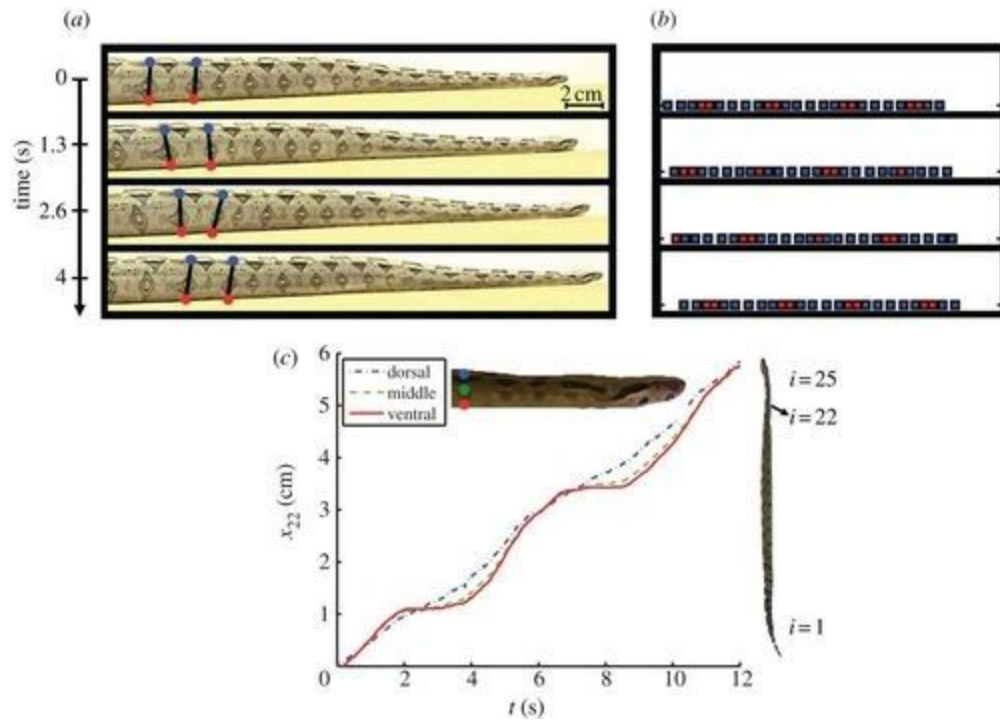 (a)
(b)
time (s)
0
1.3
2.6
4
2 cm
(c)
x22 (cm)
6
5
4
3
2
1
0
dorsal
middle
ventral
i = 25
i = 22
i = 1
2
4
6
8
10
12
t (s)